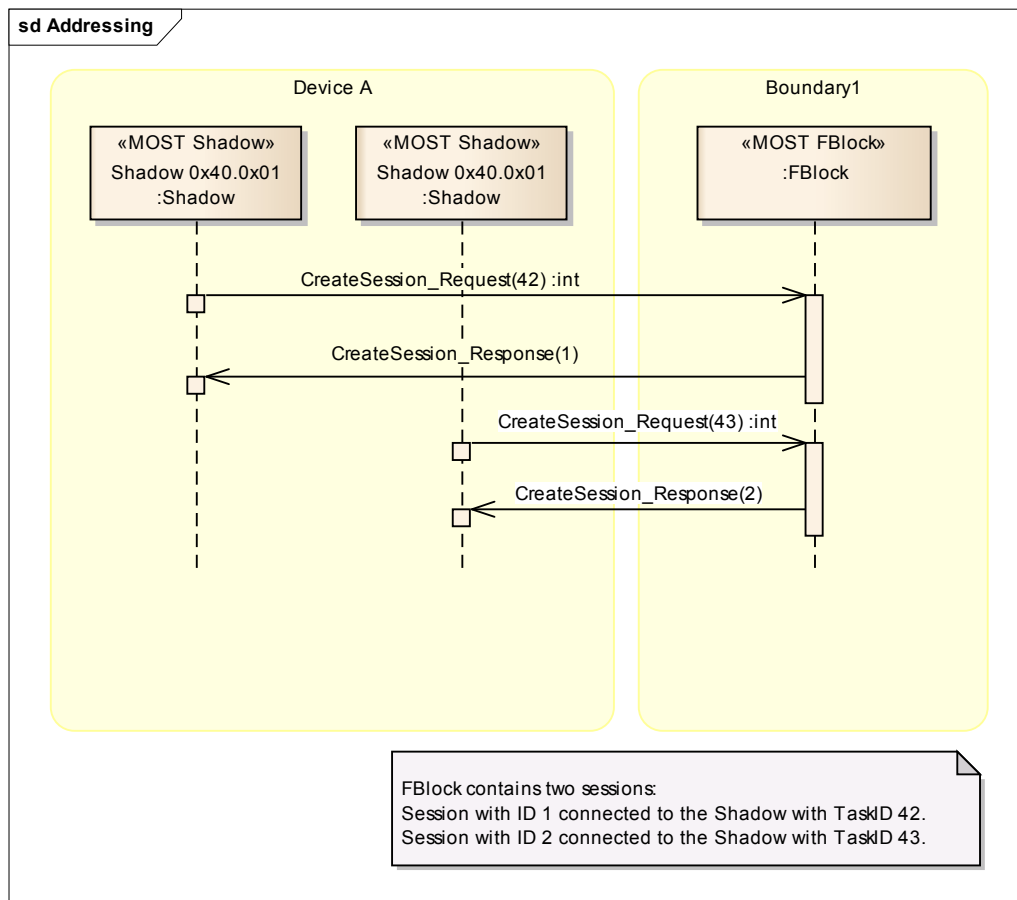 sd Addressing
Device A
Boundary1
«MOST Shadow»
Shadow 0x40.0x01
:Shadow
«MOST Shadow»
Shadow 0x40.0x01
:Shadow
«MOST FBlock»
:FBlock
CreateSession_Request(42) :int
CreateSession_Response(1)
CreateSession_Request(43) :int
CreateSession_Response(2)
FBlock contains two sessions:
Session with ID 1 connected to the Shadow with TaskID 42.
Session with ID 2 connected to the Shadow with TaskID 43.